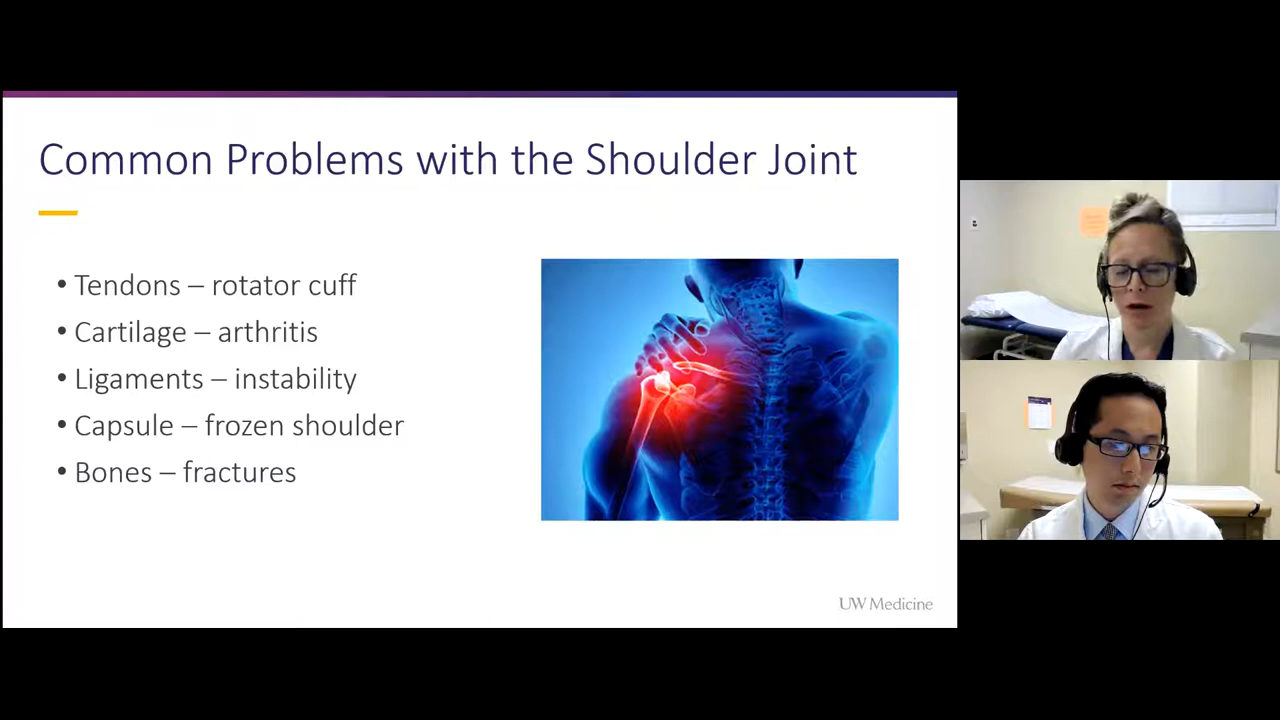 Common Problems with the Shoulder Joint
• Tendons – rotator cuff
• Cartilage – arthritis
• Ligaments – instability
• Capsule – frozen shoulder
• Bones – fractures
UW Medicine